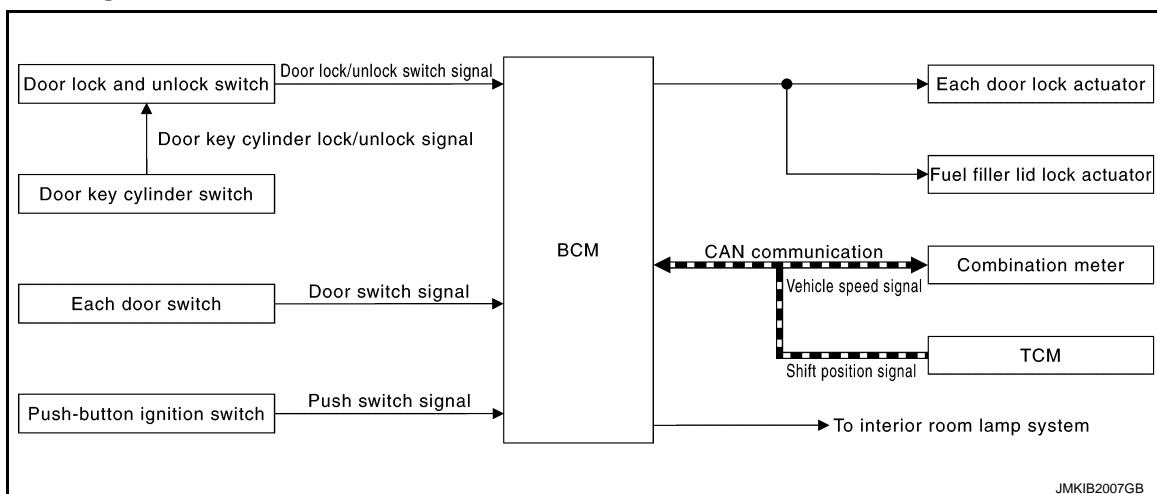 Door lock and unlock switch
Door lock/unlock switch signal
Each door lock actuator
Door key cylinder lock/unlock signal
Door key cylinder switch
Fuel filler lid lock actuator
BCM
CAN communication
Combination meter
Vehicle speed signal
Each door switch
Door switch signal
TCM
Shift position signal
Push-button ignition switch
Push switch signal
To interior room lamp system
JMKIB2007GB